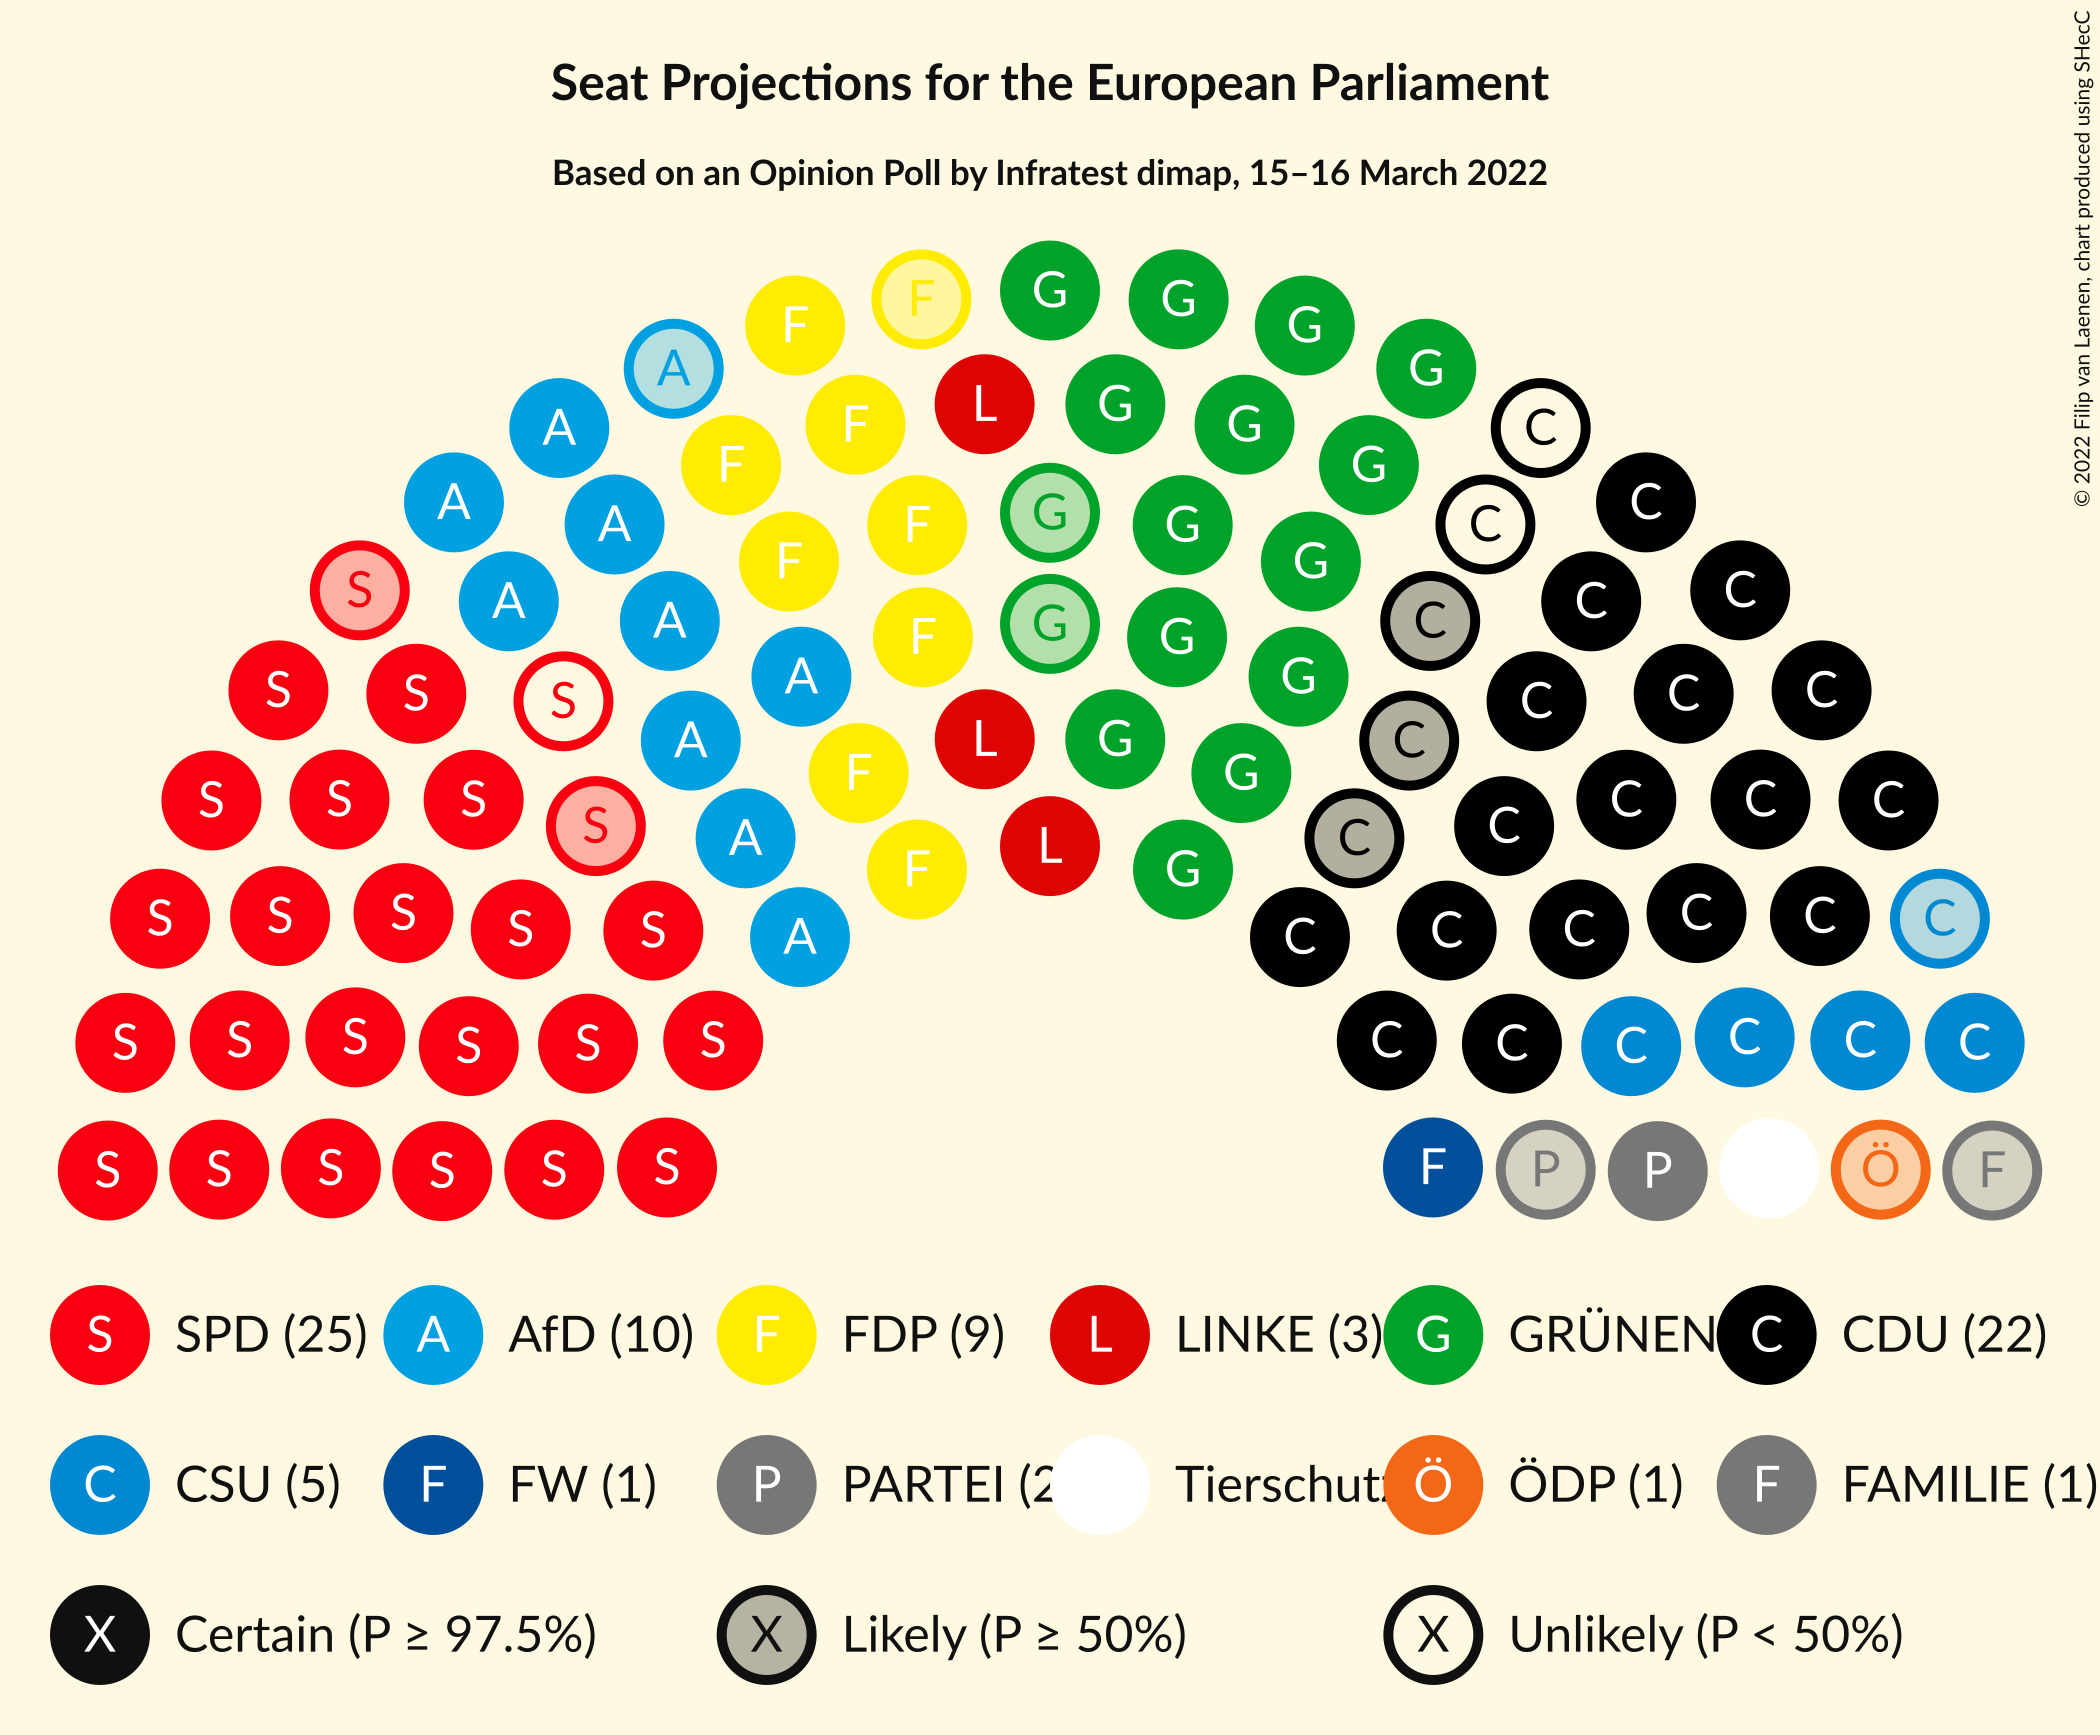 Seat Projections for the European Parliament
Based on an Opinion Poll by Infratest dimap, 15–16 March 2022
© 2022 Filip van Laenen, chart produced using SHecC
F G G G
F G
A L G
A F G C
F G C
A F G G C
A F G C
S A A F G G C C C
S S S A A G C C C C
A F L G C
S S S G C C C C
S A F L G C C
S S S S S A F G C C C C C C
A C
S S S S S S C C C C C C
S S S S S S F P P Ö F
S SPD (25) A AfD (10) F FDP (9) L LINKE (3) G GRÜNEN C CDU (22)
C CSU (5) F FW (1) P PARTEI (2 Tierschutz Ö ÖDP (1) F FAMILIE (1)
X Certain (P ≥ 97.5%) X Likely (P ≥ 50%) X Unlikely (P < 50%)